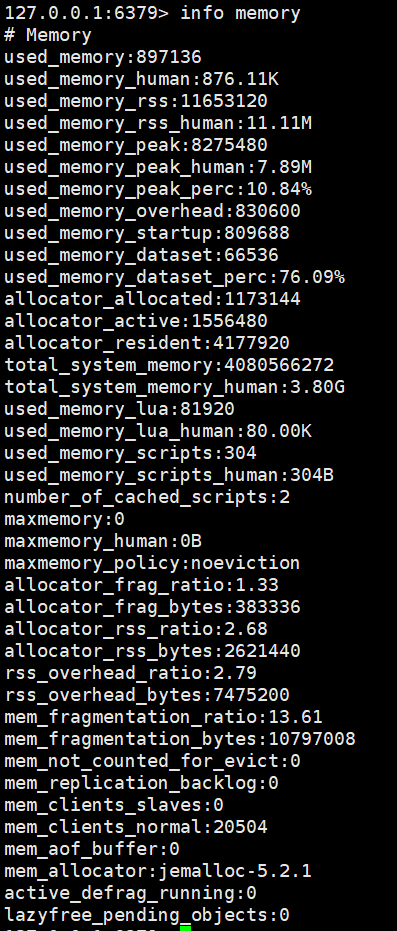 127.0.0.1:6379> info memory
# Memory
used_memory:897136
used_memory_human:876.11K
used_memory_rss:11653120
used_memory_rss_human:11.11M
used_memory_peak:8275480
used_memory_peak_human:7.89M
used_memory_peak_perc:10.84%
used_memory_overhead:830600
used_memory_startup:809688
used_memory_dataset:66536
used_memory_dataset_perc:76.09%
allocator_allocated:1173144
allocator_active:1556480
allocator_resident:4177920
total_system_memory:4080566272
total_system_memory_human:3.80G
used_memory_lua:81920
used_memory_lua_human:80.00K
used_memory_scripts:304
used_memory_scripts_human:304B
number_of_cached_scripts:2
maxmemory:0
maxmemory_human:0B
maxmemory_policy:noeviction
allocator_frag_ratio:1.33
allocator_frag_bytes:383336
allocator_rss_ratio:2.68
allocator_rss_bytes:2621440
rss_overhead_ratio:2.79
rss_overhead_bytes:7475200
mem_fragmentation_ratio:13.61
mem_fragmentation_bytes:10797008
mem_not_counted_for_evict:0
mem_replication_backlog:0
mem_clients_slaves:0
mem_clients_normal:20504
mem_aof_buffer:0
mem_allocator:jemalloc-5.2.1
active_defrag_running:0
lazyfree_pending_objects:0